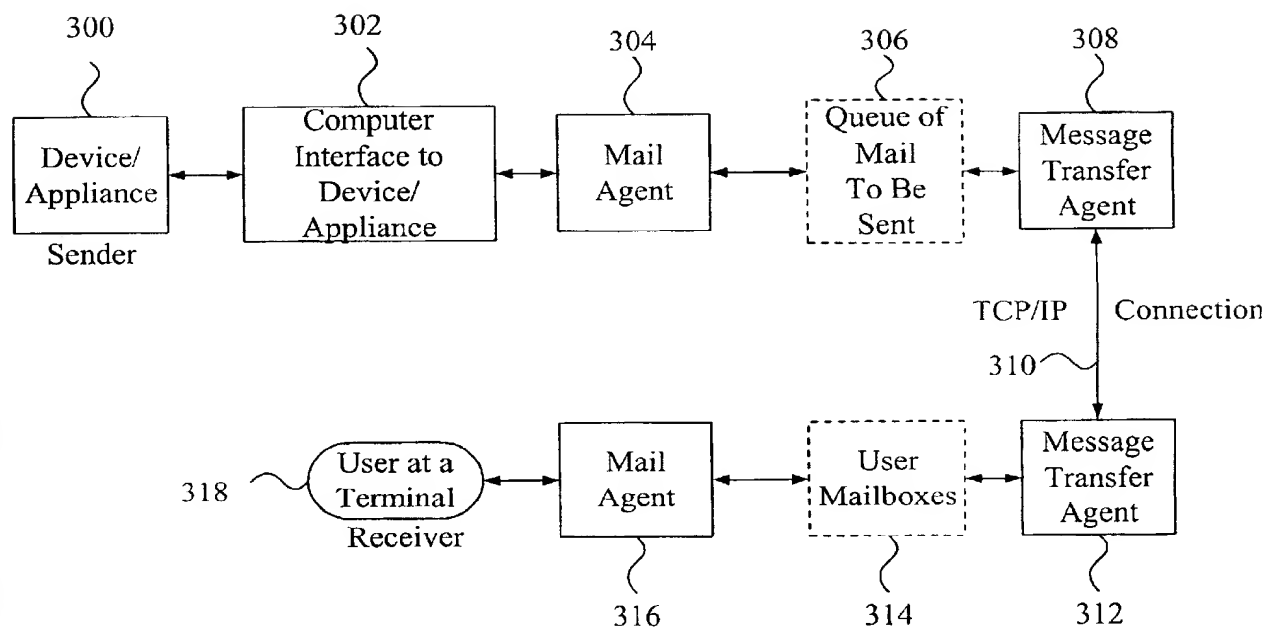 300
302
304
306
308
Device/
Appliance
Sender
Computer
Interface to
Device/
Appliance
Mail
Agent
Queue of
Mail
To Be
Sent
Message
Transfer
Agent
TCP/IP Connection
310
User at a
Terminal
Receiver
Mail
Agent
User
Mailboxes
Message
Transfer
Agent
318
316
314
312